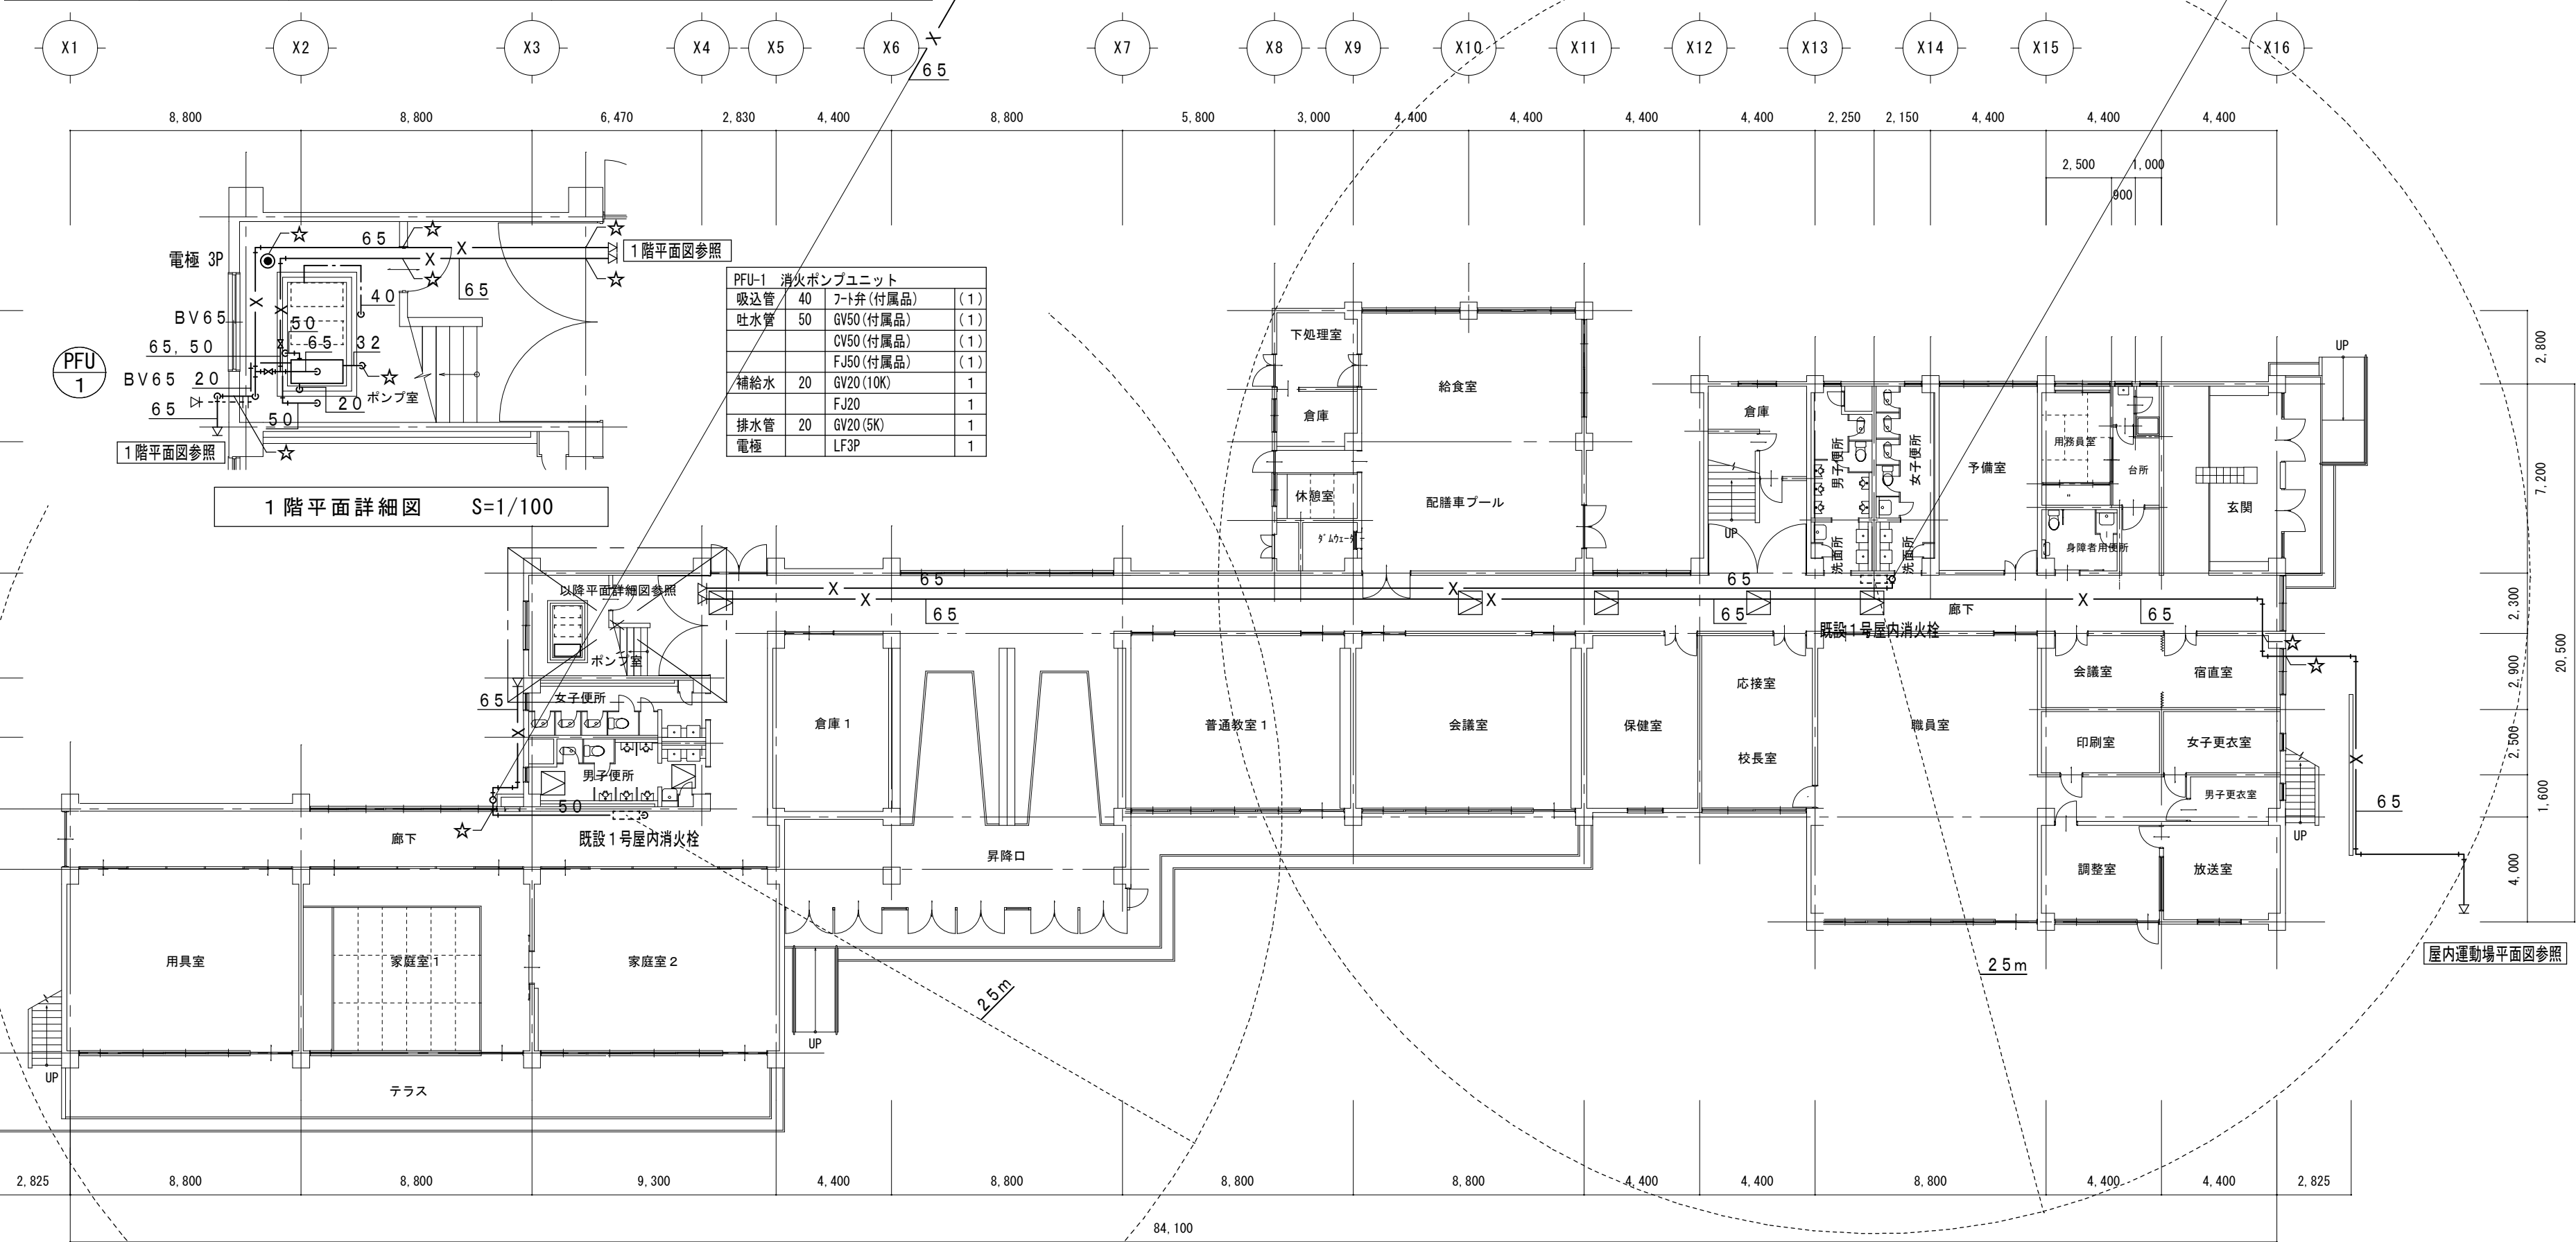 X1 X2 X3 X4 X5 X6 X7 X8 X9 X10 X11 X12 X13 X14 X15 X16
65
8,800 8,800 6,470 2,830 4,400 8,800 5,800 3,000 4,400 4,400 4,400 4,400 2,250 2,150 4,400 4,400 4,400
2,500 1,000
900
電極 3P
65
1階平面図参照
65
40
BV65
50
65, 50
65 32
PFU
1
BV65 20
20
ポンプ室
65
50
1階平面図参照
1階平面詳細図 S=1/100
PFU-1 消火ポンプユニット
吸込管 40 フート弁(付属品) (1)
吐水管 50 GV50(付属品) (1)
CV50(付属品) (1)
FJ50(付属品) (1)
補給水 20 GV20(10K) 1
FJ20 1
排水管 20 GV20(5K) 1
電極 LF3P 1
下処理室
給食室
倉庫
配膳車プール
休憩室
ダムウェーター
倉庫
UP
男子便所
女子便所
洗面所
洗面所
予備室
用務員室
台所
身障者用便所
玄関
UP
2,800
7,200
2,300
2,900
2,500
1,600
4,000
20,500
以降平面詳細図参照
ポンプ室
65
65
65
65
65
廊下
既設1号屋内消火栓
65
女子便所
男子便所
50
既設1号屋内消火栓
廊下
倉庫1
昇降口
普通教室1
会議室
保健室
応接室
校長室
職員室
会議室
宿直室
印刷室
女子更衣室
男子更衣室
調整室
放送室
UP
65
屋内運動場平面図参照
用具室
家庭室1
家庭室2
25m
25m
UP
UP
テラス
2,825 8,800 8,800 9,300 4,400 8,800 8,800 8,800 4,400 4,400 8,800 4,400 4,400 2,825
84,100